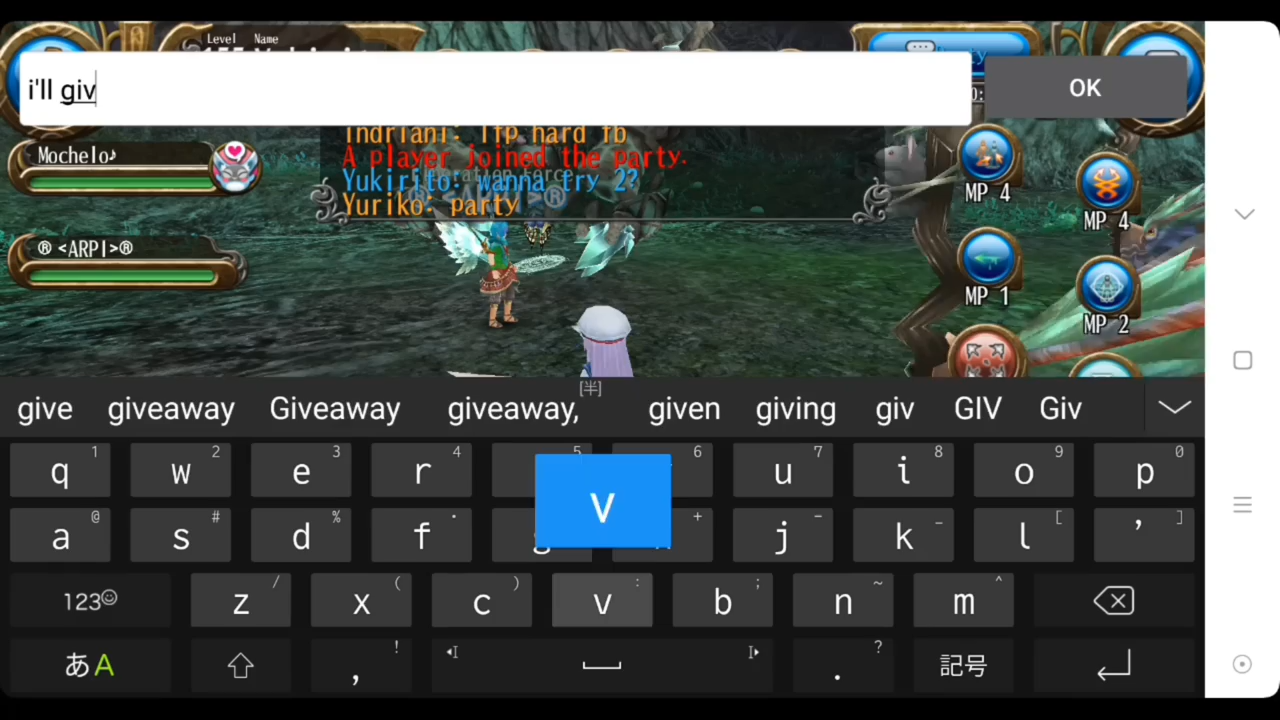 Level Name
i'll giv
OK
Mochelo♪
Indriani: lfp hard fb
A player joined the party.
Yukirito: wanna try 2?
Yuriko: party
® <ARPI>®
MP 4
MP 4
MP 1
MP 2
[半]
give giveaway Giveaway giveaway, given giving giv GIV Giv
1 2 3 4 5 6 7 8 9 0
q w e r u i o p
@ # % · + - _ [ ]
a s d f g v j k l ’
/ ( ) : ; ~ ^
123☺ z x c v b n m
! ?
あA , . 記号